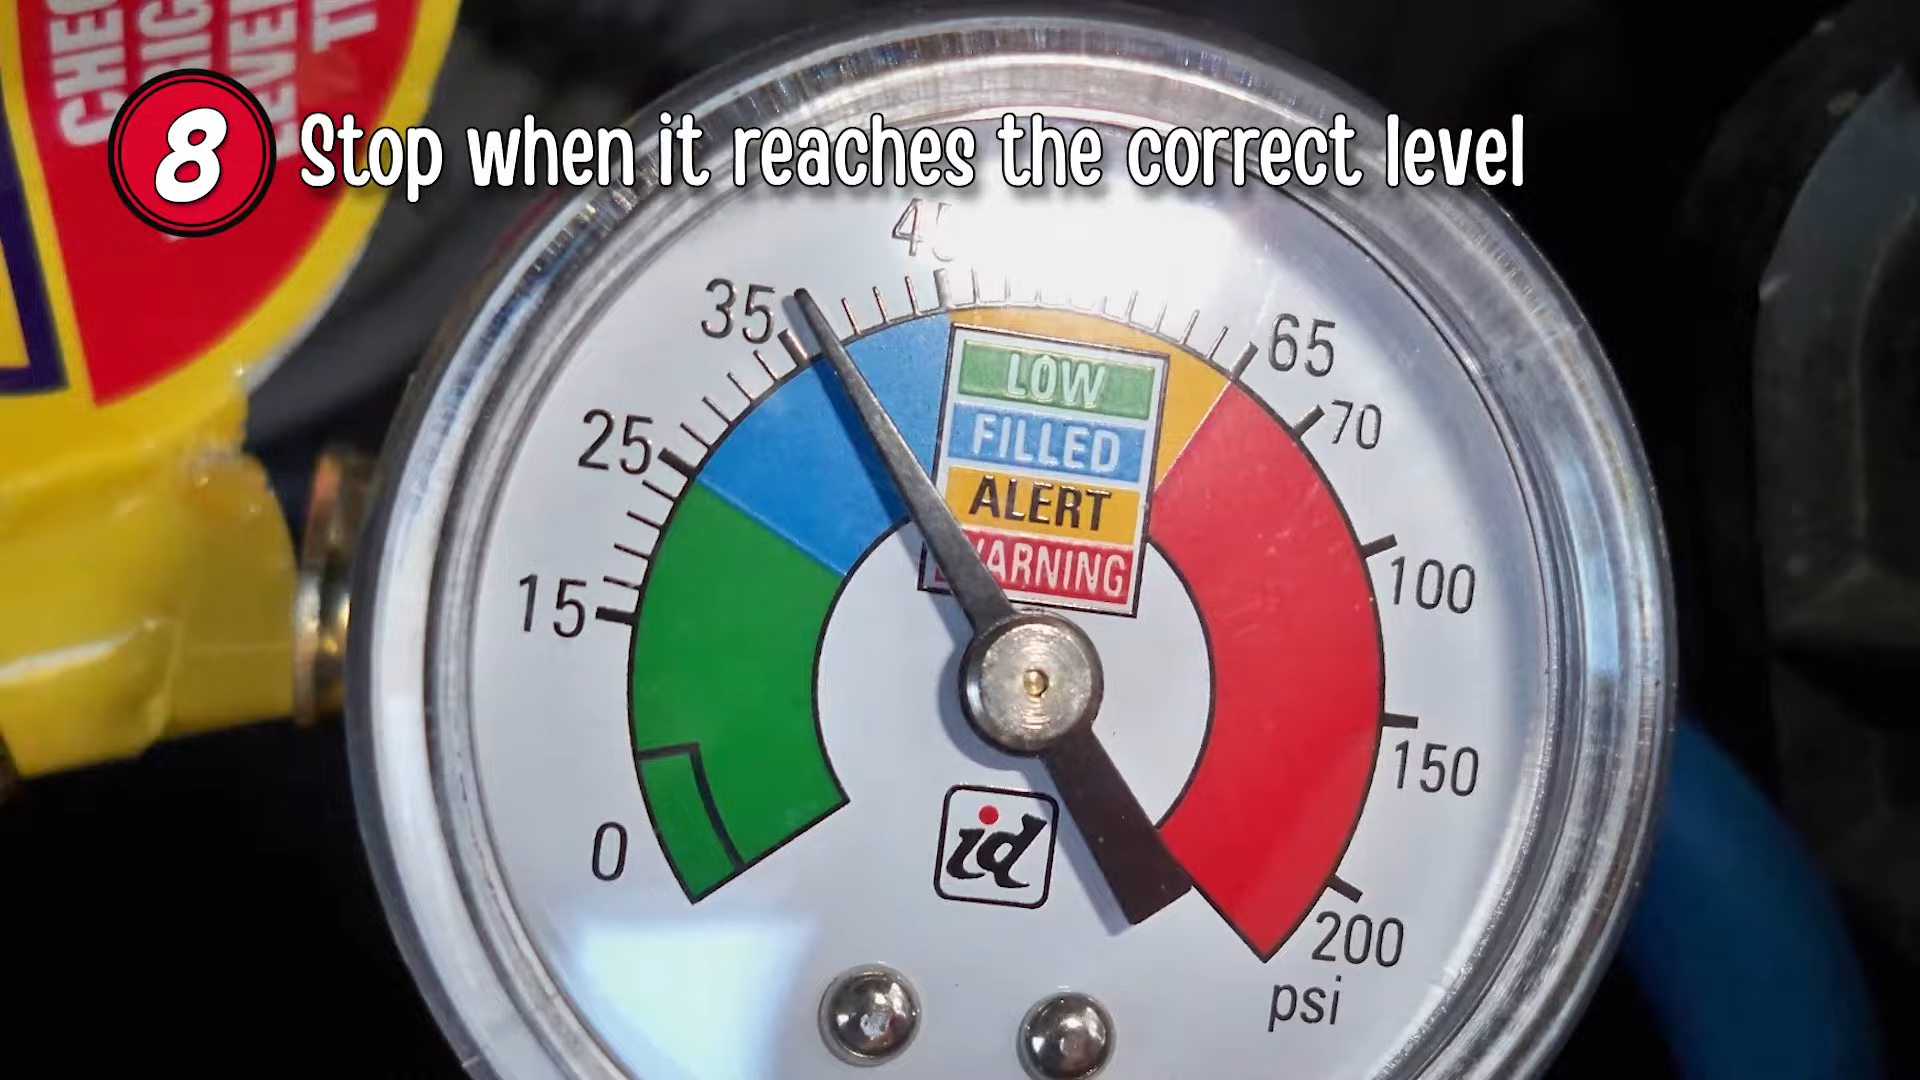 8 Stop when it reaches the correct level
35
65
25
70
15
100
150
0
200
psi
LOW
FILLED
ALERT
WARNING
id